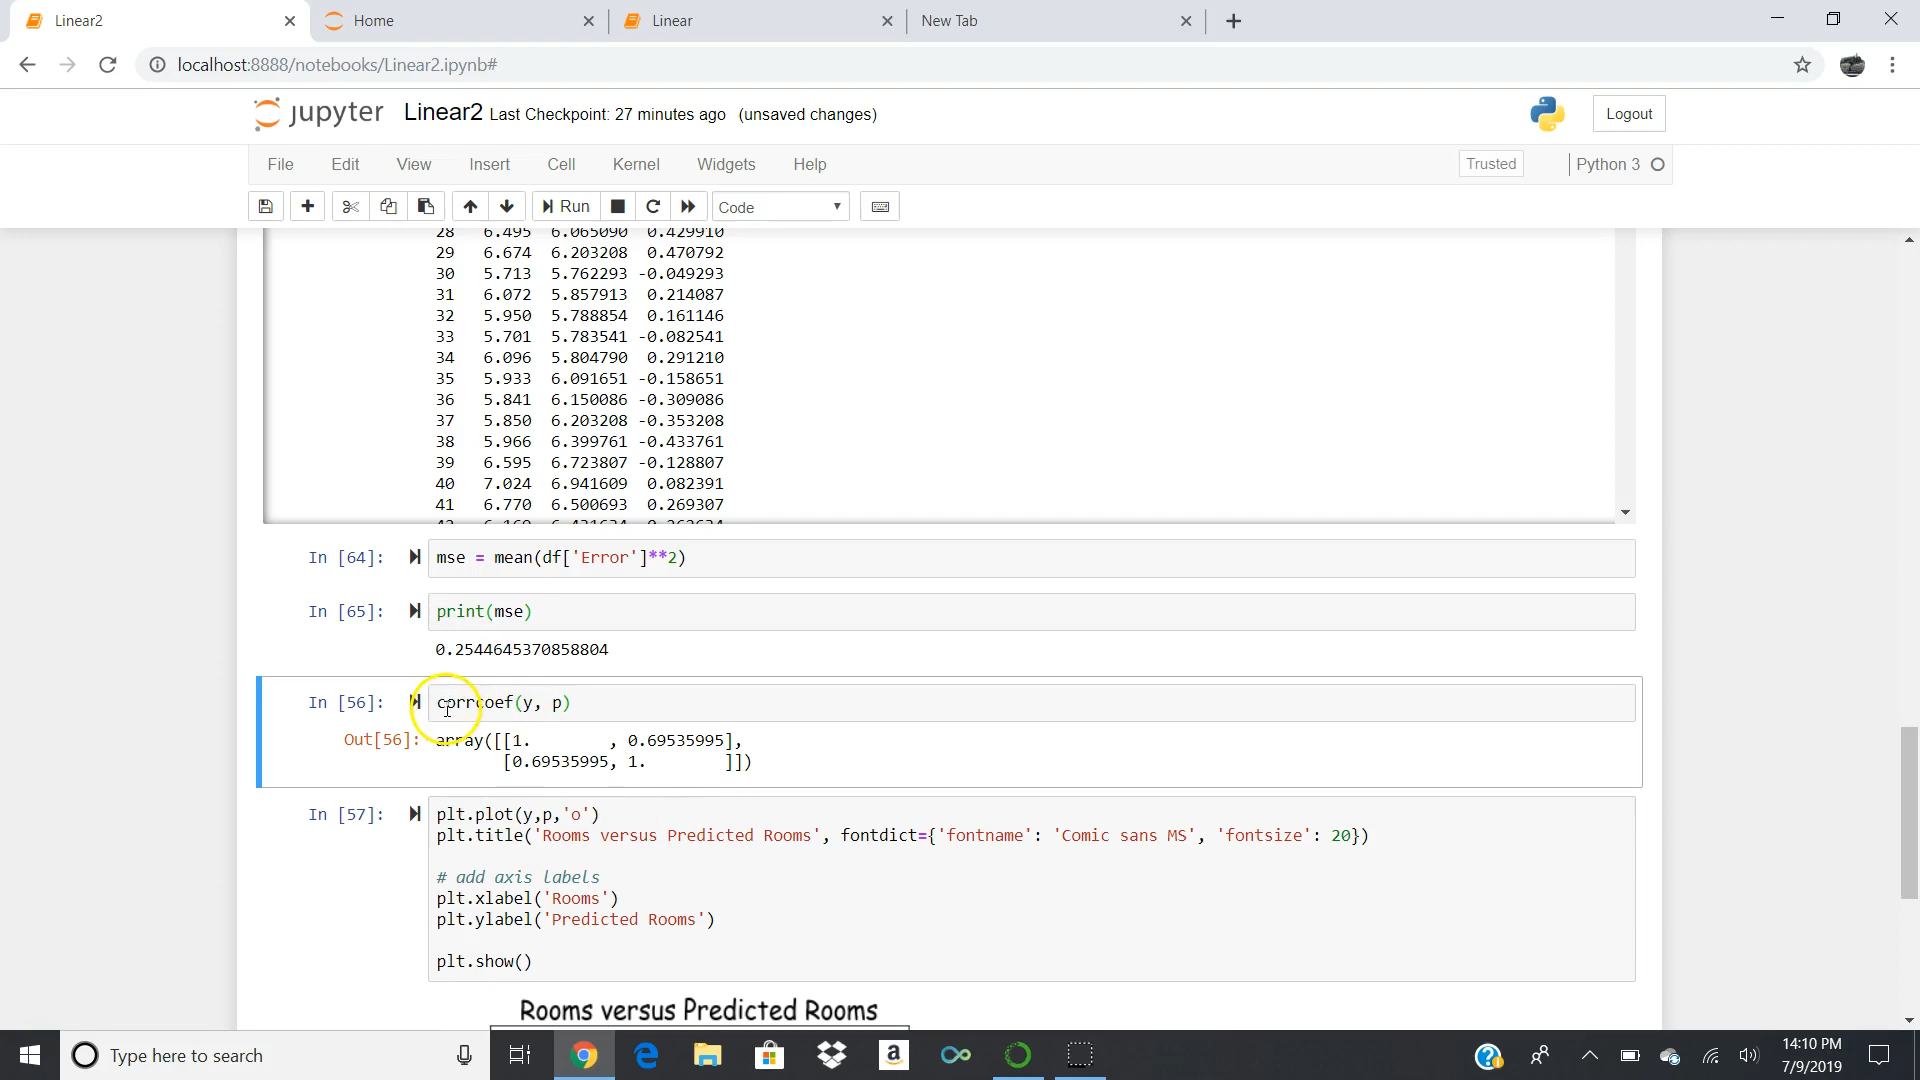 Linear2
Home
Linear
New Tab
localhost:8888/notebooks/Linear2.ipynb#
jupyter Linear2 Last Checkpoint: 27 minutes ago (unsaved changes)
Logout
File Edit View Insert Cell Kernel Widgets Help
Trusted
Python 3
Run
Code
28 6.495 6.065090 0.429910
29 6.674 6.203208 0.470792
30 5.713 5.762293 -0.049293
31 6.072 5.857913 0.214087
32 5.950 5.788854 0.161146
33 5.701 5.783541 -0.082541
34 6.096 5.804790 0.291210
35 5.933 6.091651 -0.158651
36 5.841 6.150086 -0.309086
37 5.850 6.203208 -0.353208
38 5.966 6.399761 -0.433761
39 6.595 6.723807 -0.128807
40 7.024 6.941609 0.082391
41 6.770 6.500693 0.269307
In [64]: mse = mean(df['Error']**2)
In [65]: print(mse)
0.2544645370858804
In [56]: corrcoef(y, p)
Out[56]: array([[1. , 0.69535995],
[0.69535995, 1. ]])
In [57]: plt.plot(y,p,'o')
plt.title('Rooms versus Predicted Rooms', fontdict={'fontname': 'Comic sans MS', 'fontsize': 20})
# add axis labels
plt.xlabel('Rooms')
plt.ylabel('Predicted Rooms')
plt.show()
Rooms versus Predicted Rooms
Type here to search
14:10 PM
7/9/2019